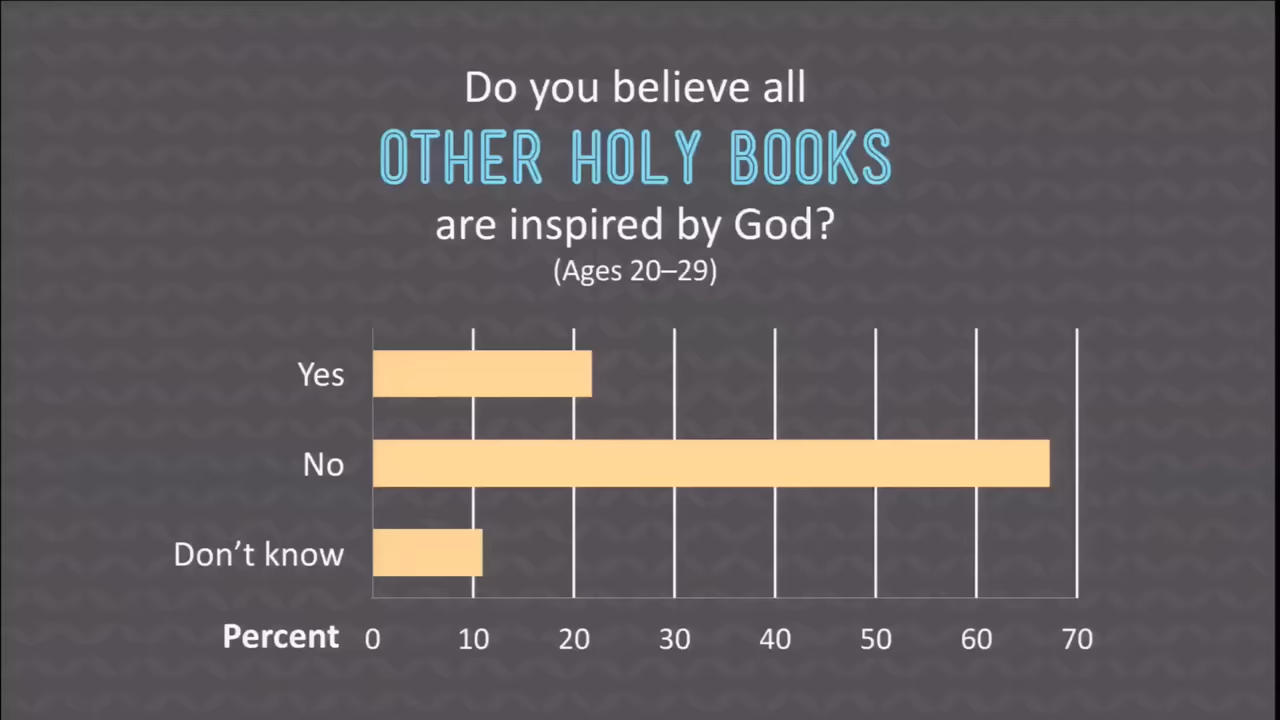 Do you believe all
OTHER HOLY BOOKS
are inspired by God?
(Ages 20–29)
Yes
No
Don’t know
Percent 0 10 20 30 40 50 60 70